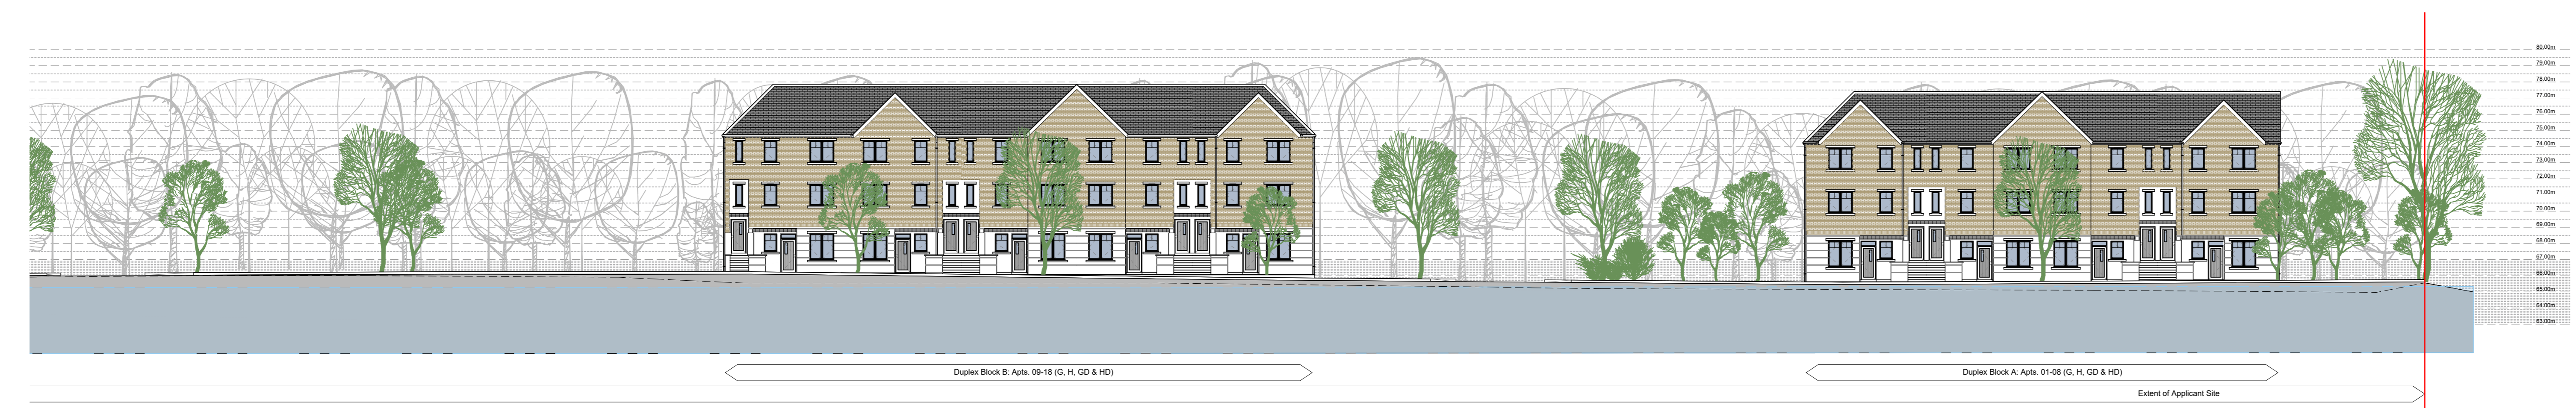 80.00m
79.00m
78.00m
77.00m
76.00m
75.00m
74.00m
73.00m
72.00m
71.00m
70.00m
69.00m
68.00m
67.00m
66.00m
65.00m
64.00m
63.00m
Duplex Block B: Apts. 09-18 (G, H, GD & HD)
Duplex Block A: Apts. 01-08 (G, H, GD & HD)
Extent of Applicant Site